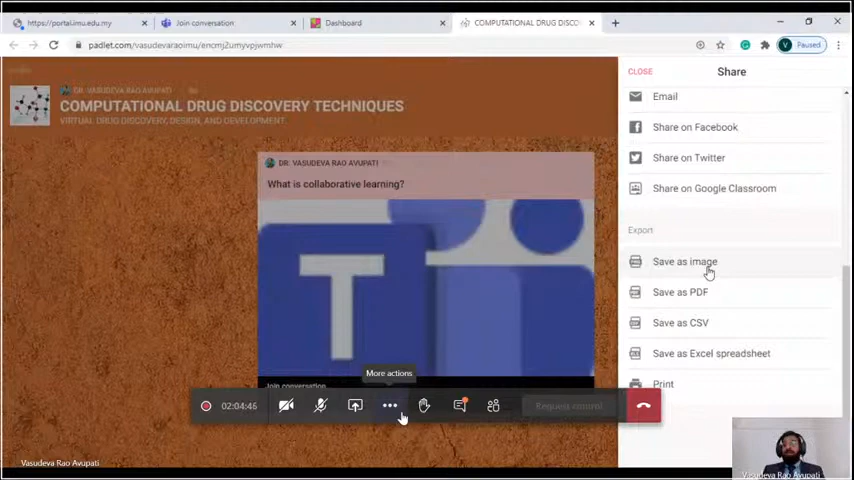 https://portal.imu.edu.my
Join conversation
Dashboard
COMPUTATIONAL DRUG DISCO
padlet.com/vasudevaraoimu/encmj2umyvpjwmhw
Paused
DR. VASUDEVA RAO AVUPATI
COMPUTATIONAL DRUG DISCOVERY TECHNIQUES
VIRTUAL DRUG DISCOVERY, DESIGN, AND DEVELOPMENT.
DR. VASUDEVA RAO AVUPATI
What is collaborative learning?
T
Join conversation
CLOSE
Share
Email
Share on Facebook
Share on Twitter
Share on Google Classroom
Export
Save as image
Save as PDF
Save as CSV
Save as Excel spreadsheet
Print
More actions
02:04:46
Request control
Vasudeva Rao Avupati
Vasudeva Rao Avupati